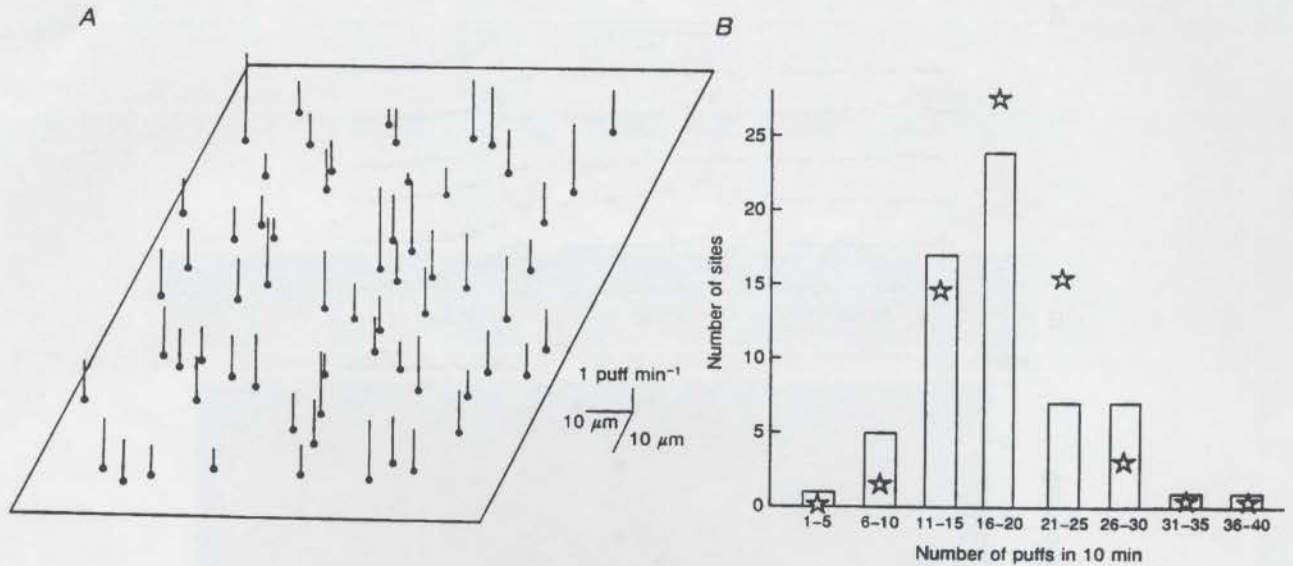 A
B
1 puff min⁻¹
10 μm
10 μm
Number of sites
25
20
15
10
5
0
1–5
6–10
11–15
16–20
21–25
26–30
31–35
36–40
Number of puffs in 10 min